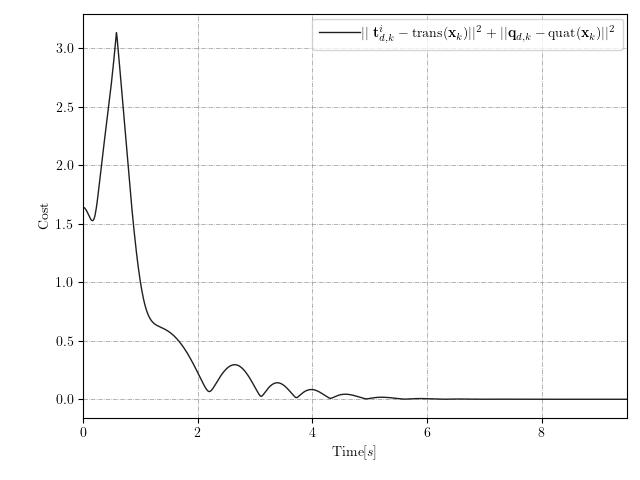 || t^i_{d,k} − trans(x_k)||^2 + ||q_{d,k} − quat(x_k)||^2
3.0
2.5
2.0
1.5
1.0
0.5
0.0
Cost
0 2 4 6 8
Time[s]